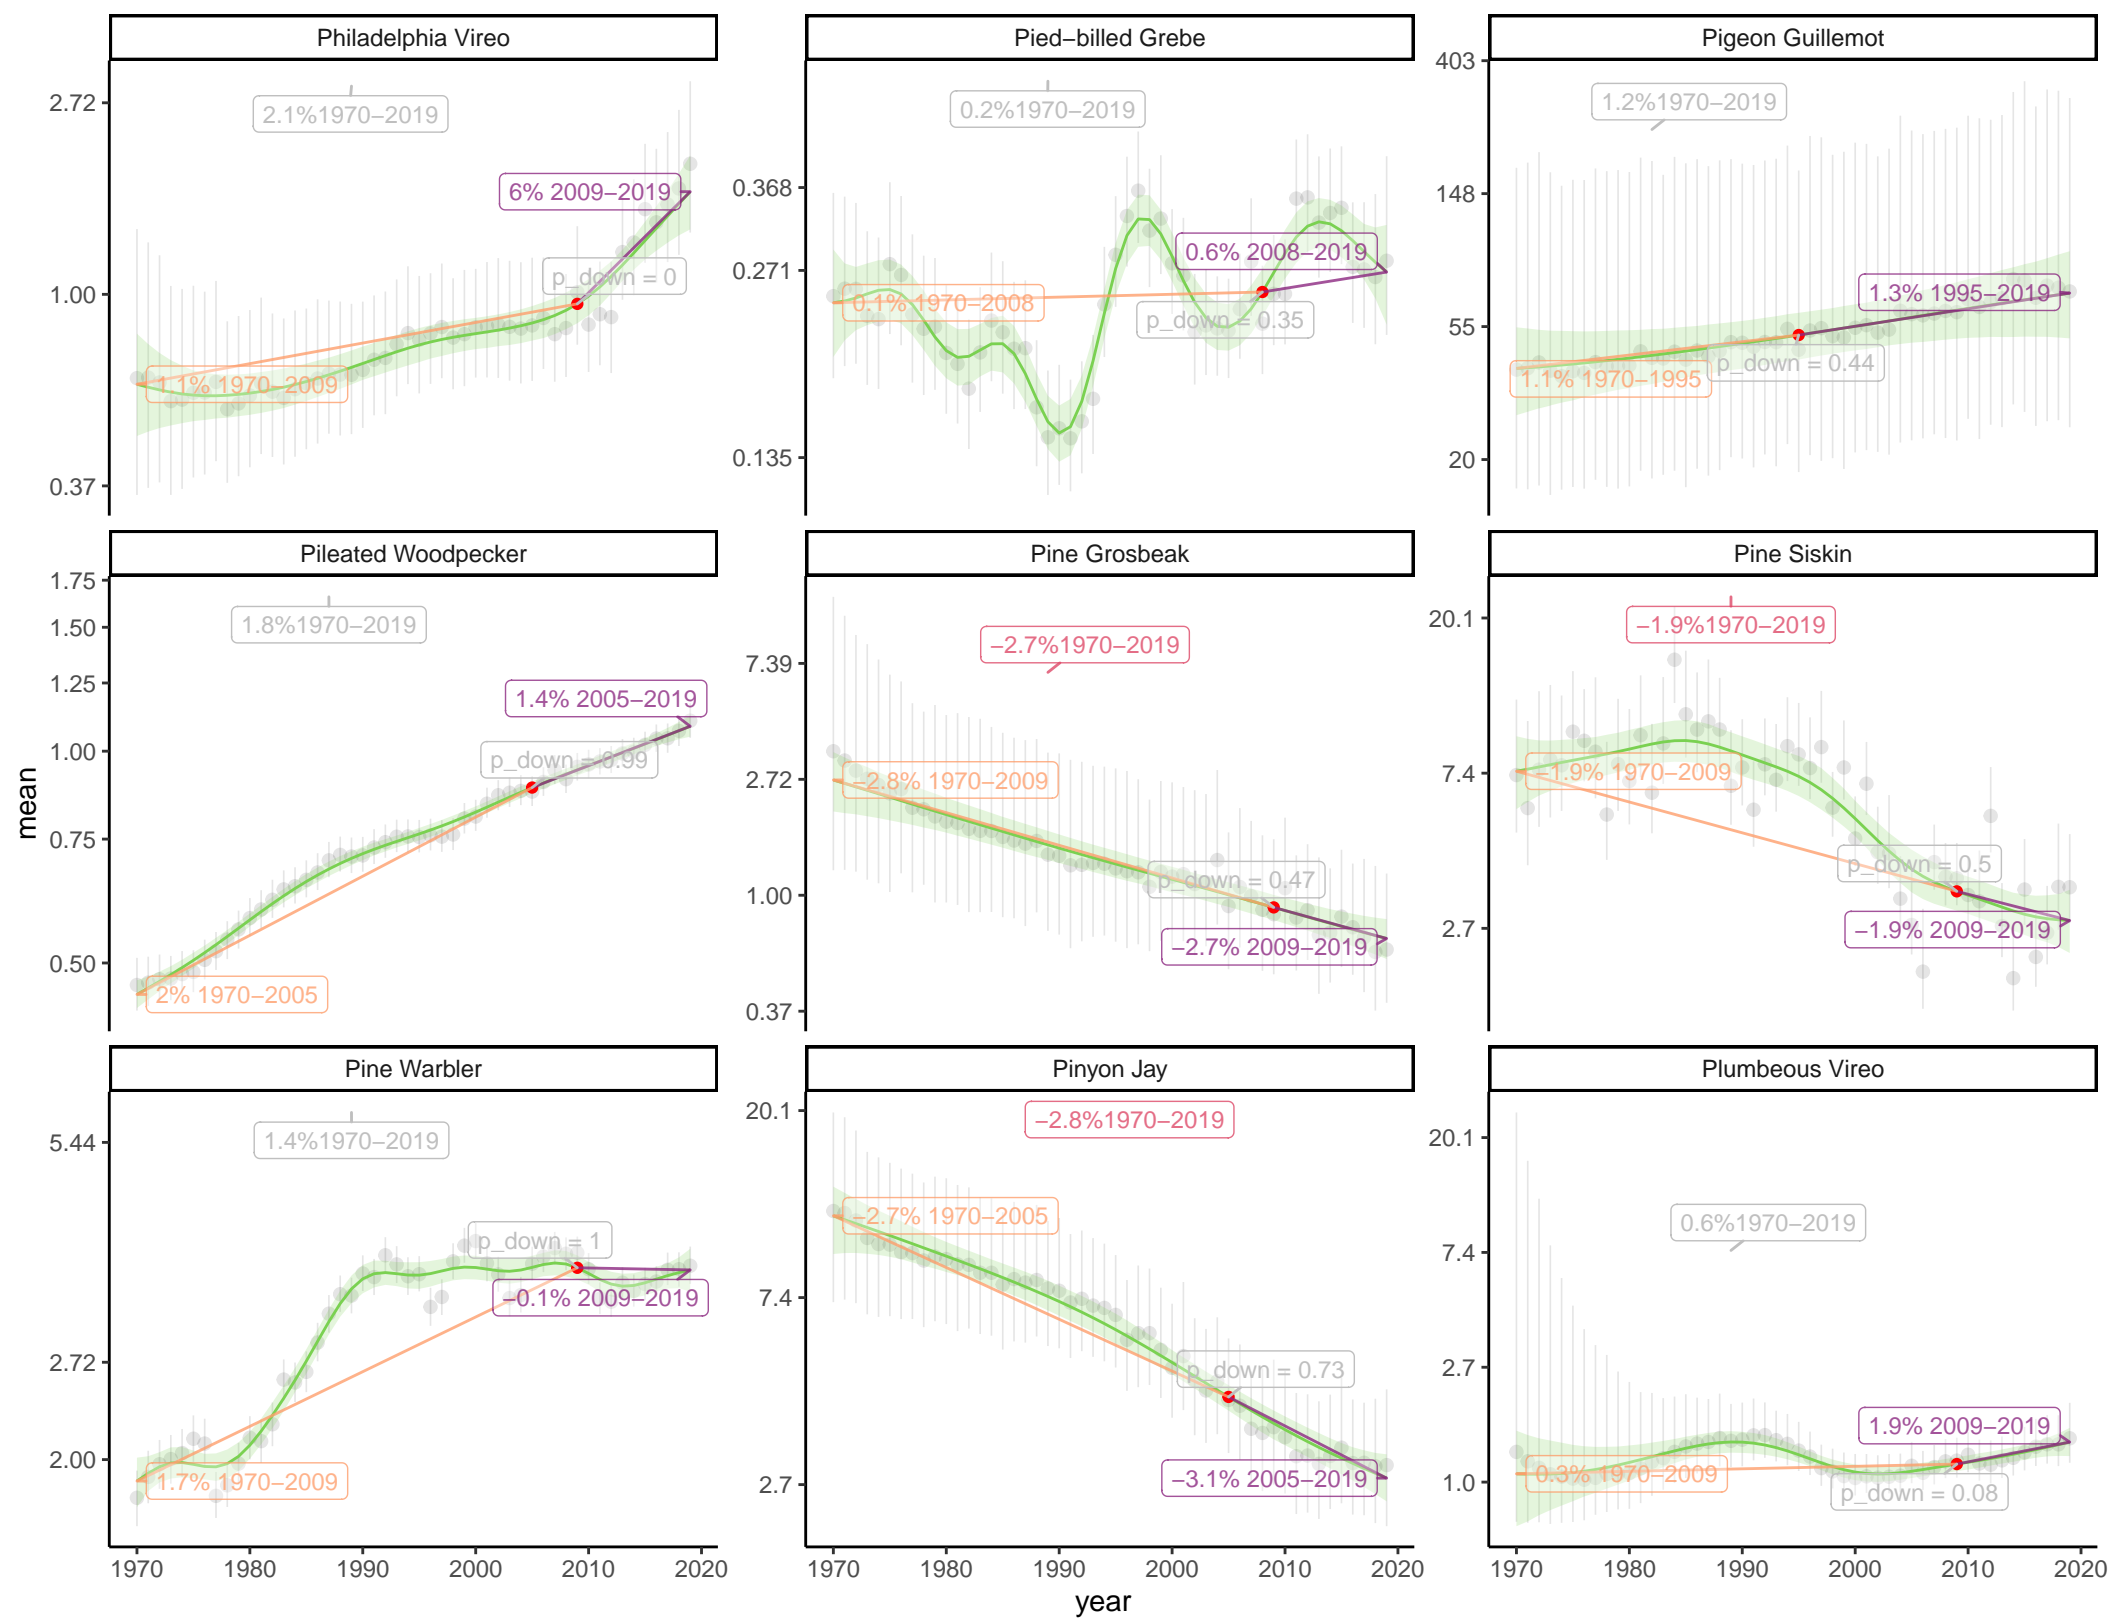 Philadelphia Vireo
2.72
1.00
0.37
2.1%1970−2019
6% 2009−2019
p_down = 0
1.1% 1970−2009
Pied−billed Grebe
0.368
0.271
0.135
0.2%1970−2019
0.6% 2008−2019
0.1% 1970−2008
p_down = 0.35
Pigeon Guillemot
403
148
55
20
1.2%1970−2019
1.3% 1995−2019
p_down = 0.44
1.1% 1970−1995
mean
Pileated Woodpecker
1.75
1.50
1.25
1.00
0.75
0.50
1.8%1970−2019
1.4% 2005−2019
p_down = 0.99
2% 1970−2005
Pine Grosbeak
7.39
2.72
1.00
0.37
−2.7%1970−2019
−2.8% 1970−2009
p_down = 0.47
−2.7% 2009−2019
Pine Siskin
20.1
7.4
2.7
−1.9%1970−2019
−1.9% 1970−2009
p_down = 0.5
−1.9% 2009−2019
Pine Warbler
5.44
2.72
2.00
1.4%1970−2019
p_down = 1
−0.1% 2009−2019
1.7% 1970−2009
1970 1980 1990 2000 2010 2020
Pinyon Jay
20.1
7.4
2.7
−2.8%1970−2019
−2.7% 1970−2005
p_down = 0.73
−3.1% 2005−2019
1970 1980 1990 2000 2010 2020
Plumbeous Vireo
20.1
7.4
2.7
1.0
0.6%1970−2019
1.9% 2009−2019
0.3% 1970−2009
p_down = 0.08
1970 1980 1990 2000 2010 2020
year